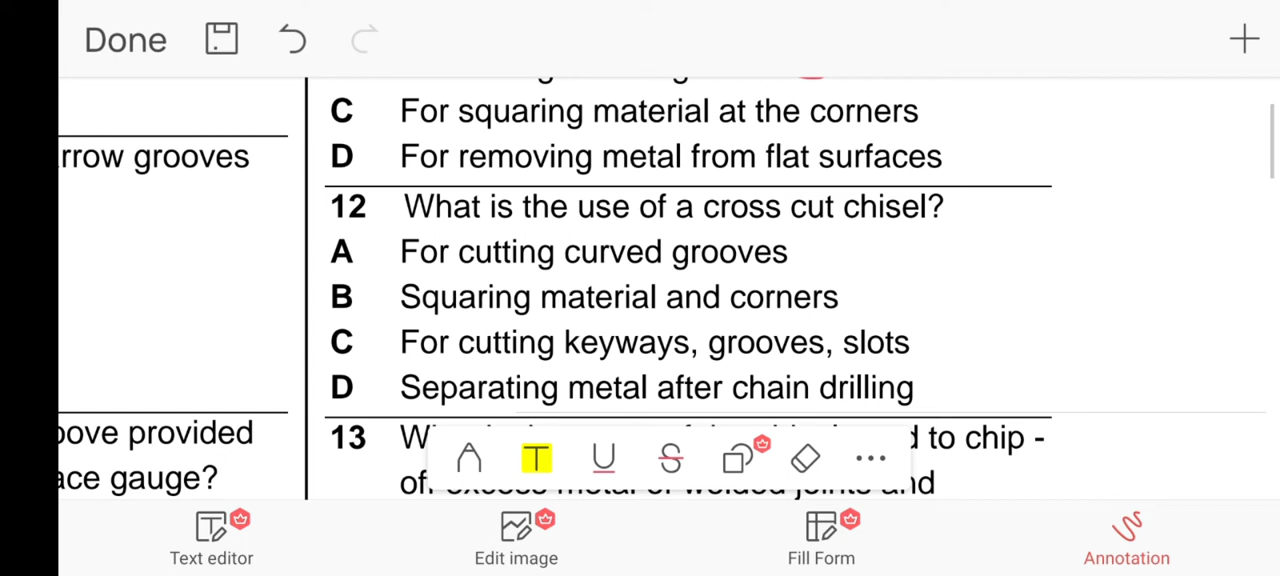 Done
rrow grooves
ove provided
ace gauge?
C For squaring material at the corners
D For removing metal from flat surfaces
12 What is the use of a cross cut chisel?
A For cutting curved grooves
B Squaring material and corners
C For cutting keyways, grooves, slots
D Separating metal after chain drilling
13 to chip -
Text editor
Edit image
Fill Form
Annotation